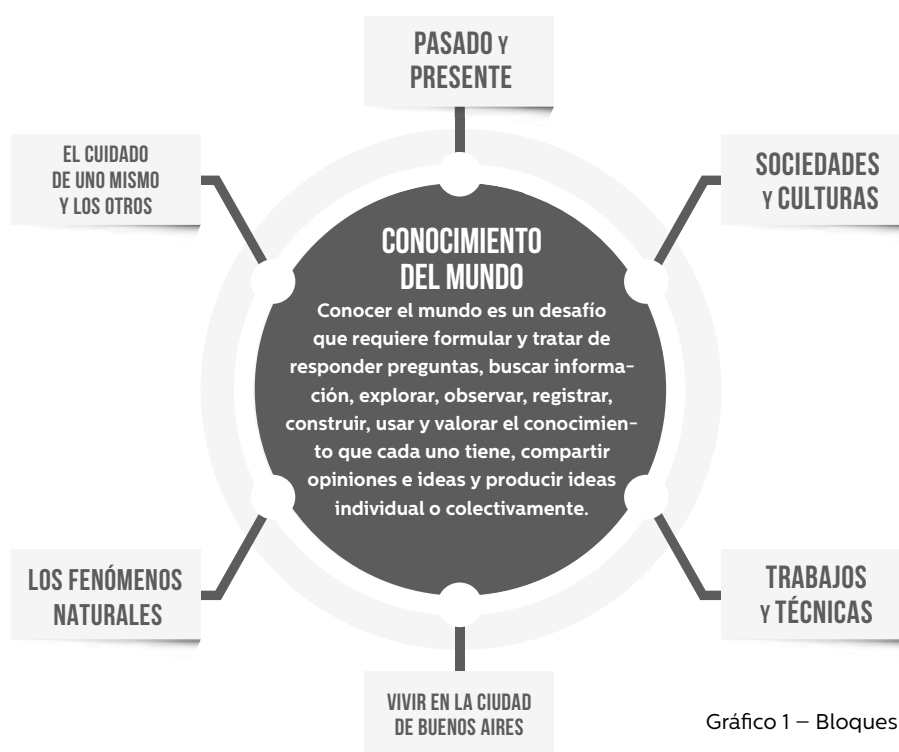 PASADO Y
PRESENTE
EL CUIDADO
DE UNO MISMO
Y LOS OTROS
SOCIEDADES
Y CULTURAS
CONOCIMIENTO
DEL MUNDO
Conocer el mundo es un desafío
que requiere formular y tratar de
responder preguntas, buscar informa-
ción, explorar, observar, registrar,
construir, usar y valorar el conocimien-
to que cada uno tiene, compartir
opiniones e ideas y producir ideas
individual o colectivamente.
LOS FENÓMENOS
NATURALES
TRABAJOS
Y TÉCNICAS
VIVIR EN LA CIUDAD
DE BUENOS AIRES
Gráfico 1 – Bloques